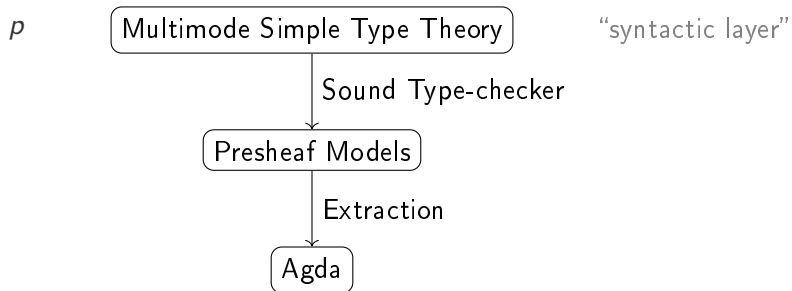 p Multimode Simple Type Theory “syntactic layer”
Sound Type-checker
Presheaf Models
Extraction
Agda